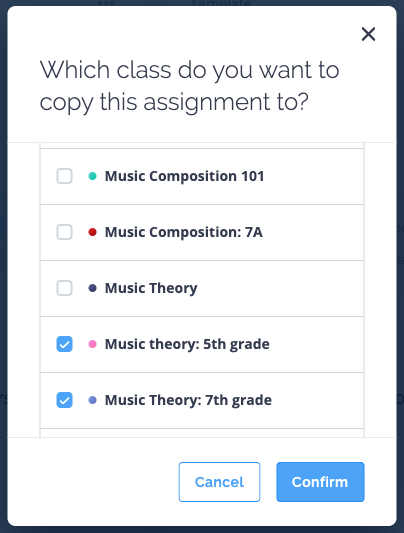 Template
Which class do you want to
copy this assignment to?
Music Composition 101
Music Composition: 7A
Music Theory
Music theory: 5th grade
Music Theory: 7th grade
Cancel
Confirm